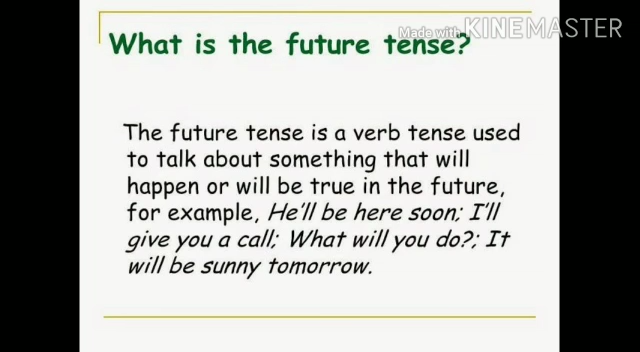 Made with KINEMASTER
What is the future tense?
The future tense is a verb tense used
to talk about something that will
happen or will be true in the future,
for example, He'll be here soon; I'll
give you a call; What will you do?; It
will be sunny tomorrow.